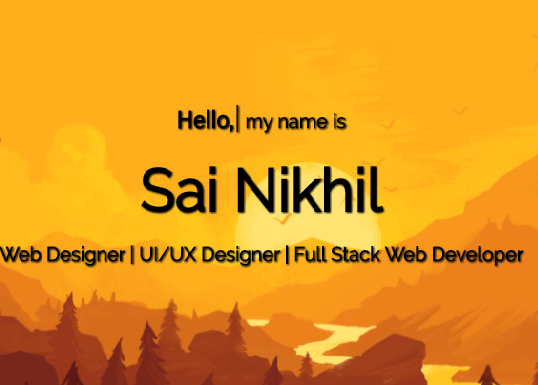 Hello,| my name is
Sai Nikhil
Web Designer | UI/UX Designer | Full Stack Web Developer